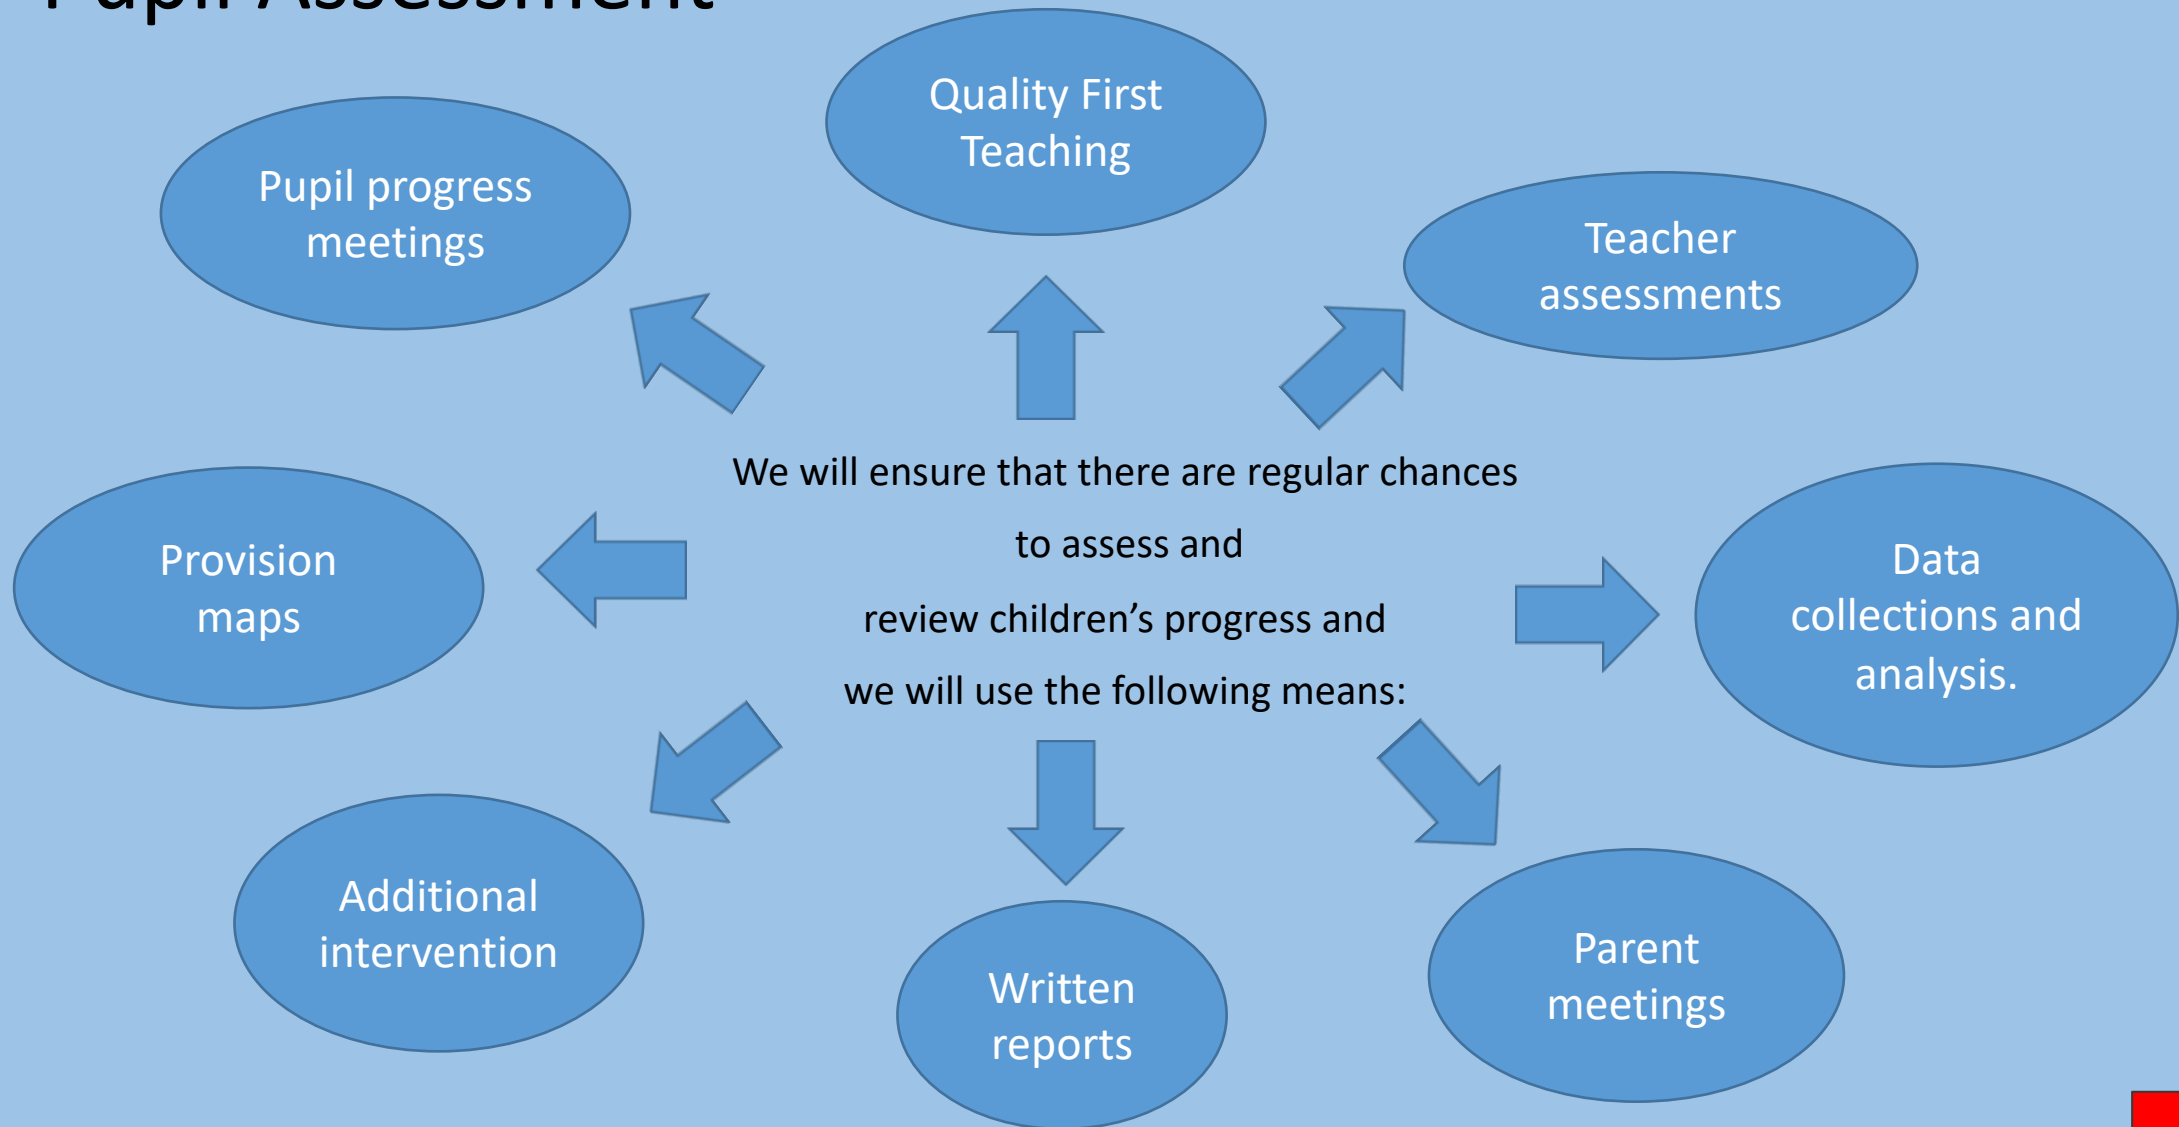 Pupil Assessment
Quality First
Teaching
Pupil progress
meetings
Teacher
assessments
We will ensure that there are regular chances
to assess and
review children’s progress and
we will use the following means:
Provision
maps
Data
collections and
analysis.
Additional
intervention
Written
reports
Parent
meetings